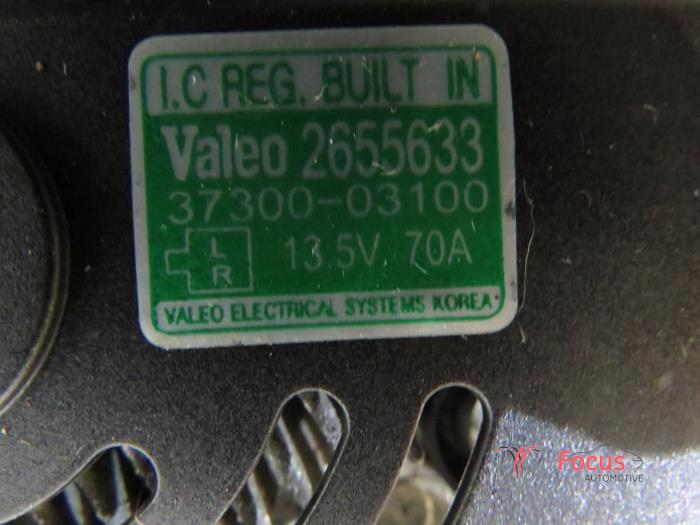 I.C REG. BUILT IN
Valeo 2655633
37300-03100
L 13.5V 70A
R
VALEO ELECTRICAL SYSTEMS KOREA
Focus
AUTOMOTIVE